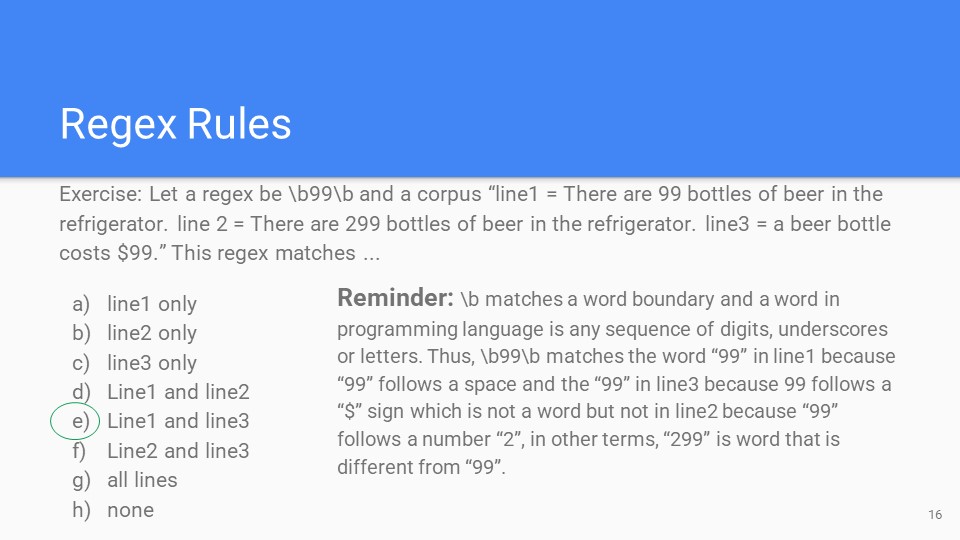 Regex Rules
Exercise: Let a regex be \b99\b and a corpus “line1 = There are 99 bottles of beer in the
refrigerator. line 2 = There are 299 bottles of beer in the refrigerator. line3 = a beer bottle
costs $99.” This regex matches ...
a) line1 only
b) line2 only
c) line3 only
d) Line1 and line2
e) Line1 and line3
f) Line2 and line3
g) all lines
h) none
Reminder: \b matches a word boundary and a word in
programming language is any sequence of digits, underscores
or letters. Thus, \b99\b matches the word “99” in line1 because
“99” follows a space and the “99” in line3 because 99 follows a
“$” sign which is not a word but not in line2 because “99”
follows a number “2”, in other terms, “299” is word that is
different from “99”.
16